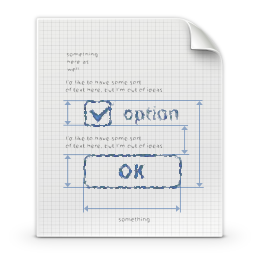 something
here as
well
I'd like to have some sort
of text here, but I'm out of ideas
option
I'd like to have some sort
of text here, but I'm out of ideas
OK
something